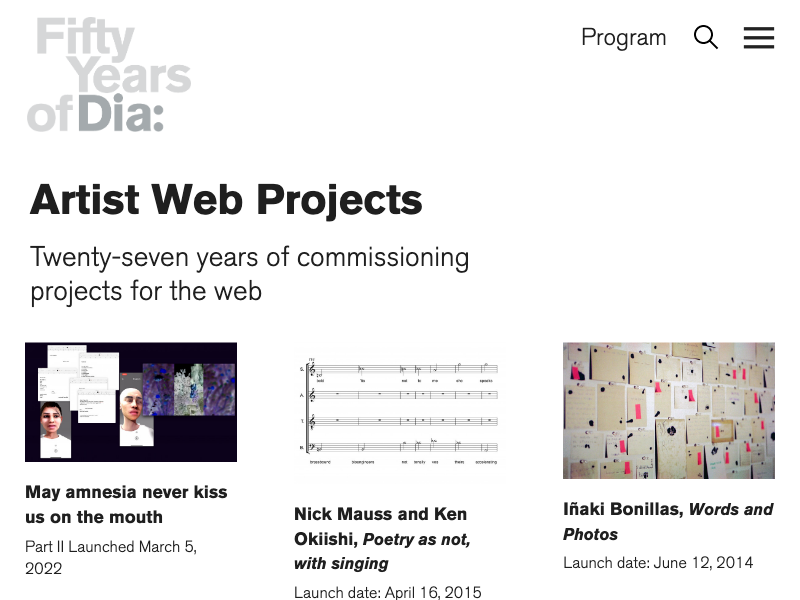 Fifty
Years
of Dia:
Program
Artist Web Projects
Twenty-seven years of commissioning
projects for the web
May amnesia never kiss
us on the mouth
Part II Launched March 5,
2022
Nick Mauss and Ken
Okiishi, Poetry as not,
with singing
Launch date: April 16, 2015
Iñaki Bonillas, Words and
Photos
Launch date: June 12, 2014